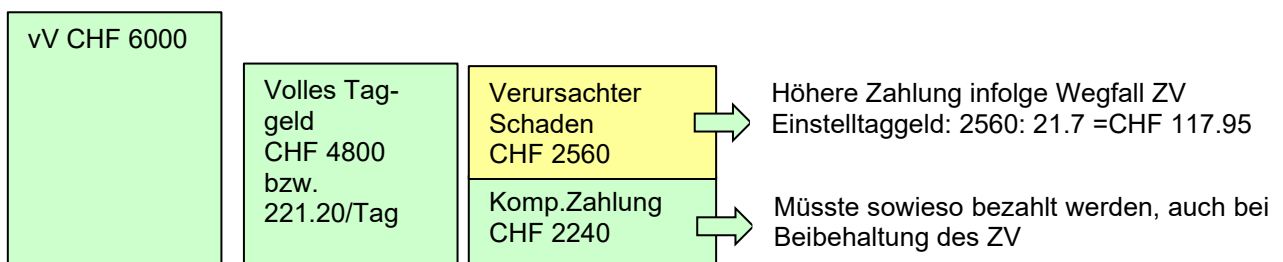 vV CHF 6000
Volles Tag-
geld
CHF 4800
bzw.
221.20/Tag
Verursachter
Schaden
CHF 2560
Komp.Zahlung
CHF 2240
Höhere Zahlung infolge Wegfall ZV
Einstelltaggeld: 2560: 21.7 =CHF 117.95
Müsste sowieso bezahlt werden, auch bei
Beibehaltung des ZV